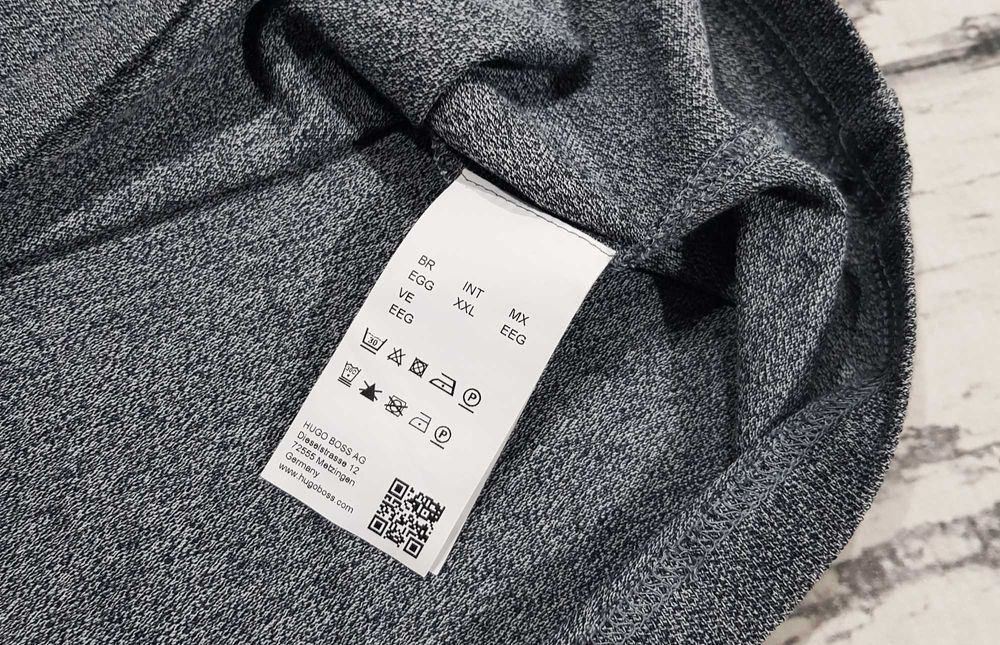 BR
EGG
VE
EEG
INT
XXL
MX
EEG
30
P
P
HUGO BOSS AG
Dieselstrasse 12
72555 Metzingen
Germany
www.hugoboss.com